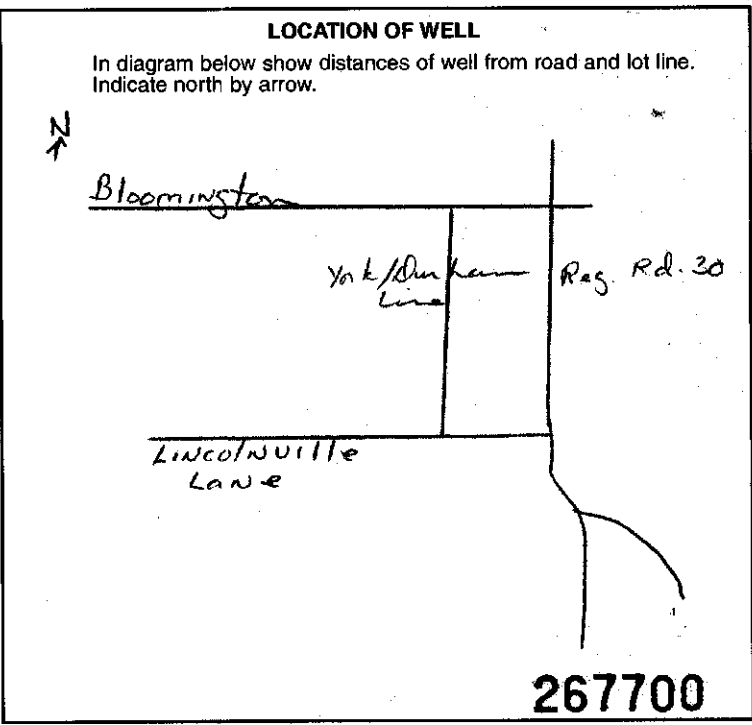 LOCATION OF WELL
In diagram below show distances of well from road and lot line.
Indicate north by arrow.
N
Bloomington
York/Durham
Line
Reg. Rd. 30
LINCOLNVILLE
LANE
267700